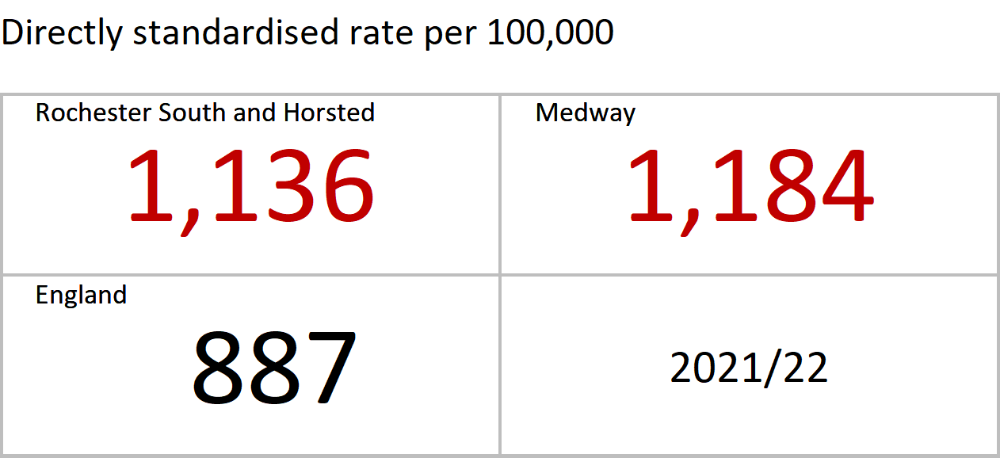 Directly standardised rate per 100,000
Rochester South and Horsted
1,136
Medway
1,184
England
887
2021/22